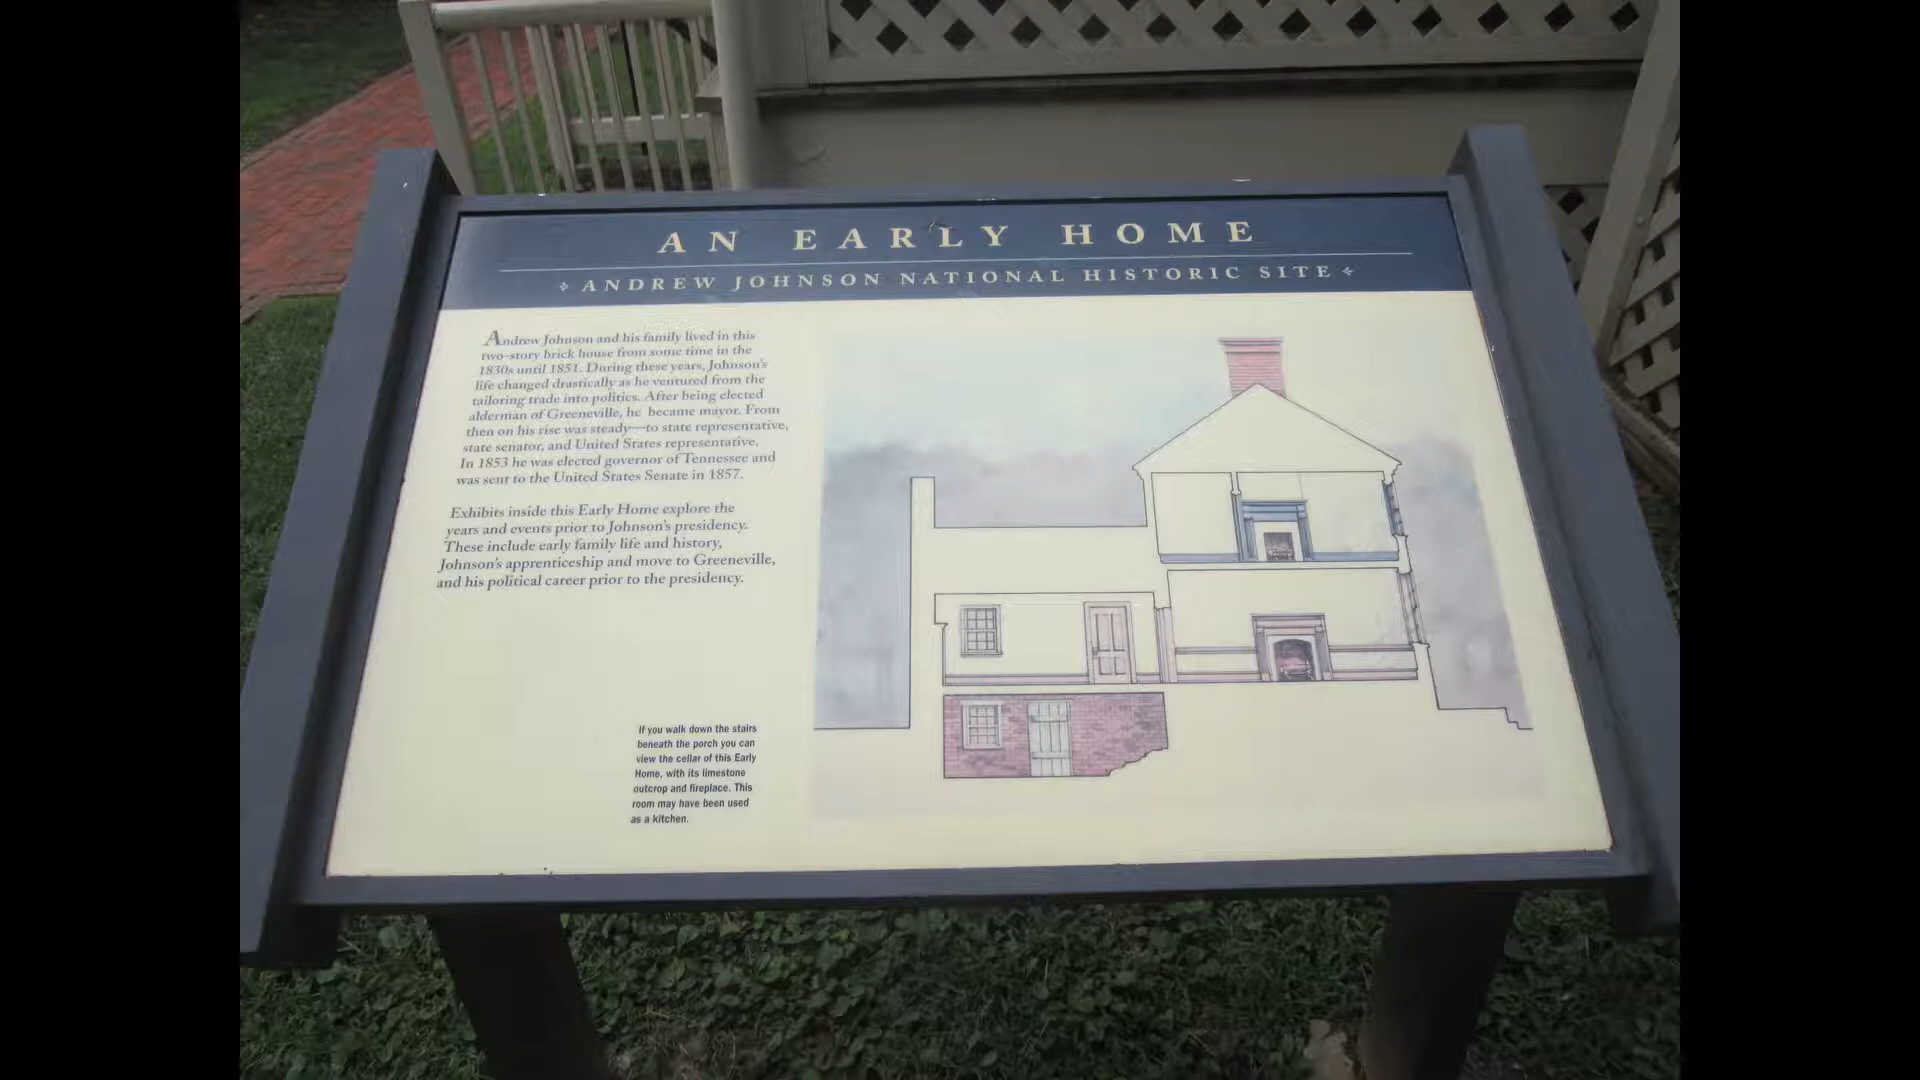 AN EARLY HOME
ANDREW JOHNSON NATIONAL HISTORIC SITE
Andrew Johnson and his family lived in this
two-story brick house from some time in the
1830s until 1851. During these years, Johnson's
life changed drastically as he ventured from the
tailoring trade into politics. After being elected
alderman of Greeneville, he became mayor. From
then on his rise was steady—to state representative,
state senator, and United States representative.
In 1853 he was elected governor of Tennessee and
was sent to the United States Senate in 1857.
Exhibits inside this Early Home explore the
years and events prior to Johnson's presidency.
These include early family life and history,
Johnson's apprenticeship and move to Greeneville,
and his political career prior to the presidency.
If you walk down the stairs
beneath the porch you can
view the cellar of this Early
Home, with its limestone
outcrop and fireplace. This
room may have been used
as a kitchen.